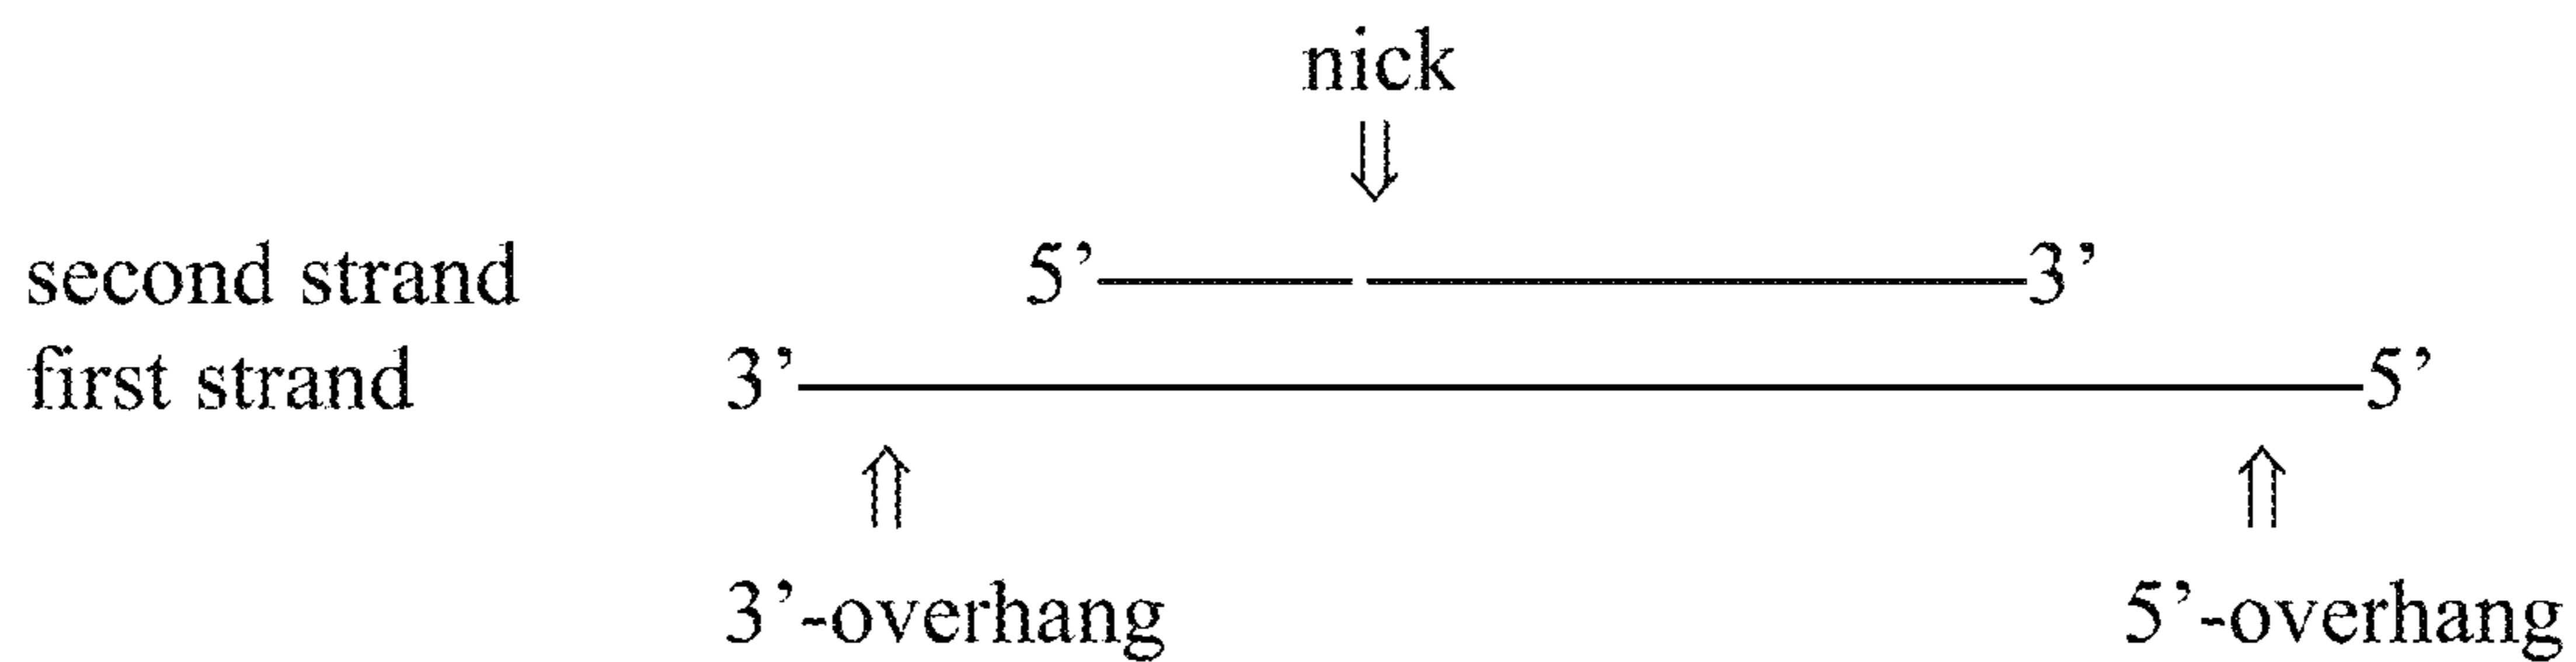 nick
second strand 5’ 3’
first strand 3’ 5’
3’-overhang 5’-overhang